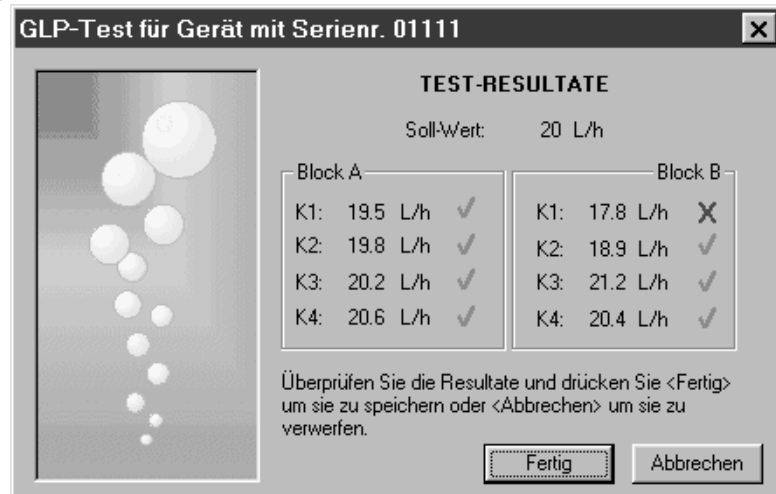 GLP-Test für Gerät mit Serienr. 01111
TEST-RESULTATE
Soll-Wert: 20 L/h
Block A
K1: 19.5 L/h
K2: 19.8 L/h
K3: 20.2 L/h
K4: 20.6 L/h
Block B
K1: 17.8 L/h
K2: 18.9 L/h
K3: 21.2 L/h
K4: 20.4 L/h
Überprüfen Sie die Resultate und drücken Sie <Fertig>
um sie zu speichern oder <Abbrechen> um sie zu
verwerfen.
Fertig
Abbrechen